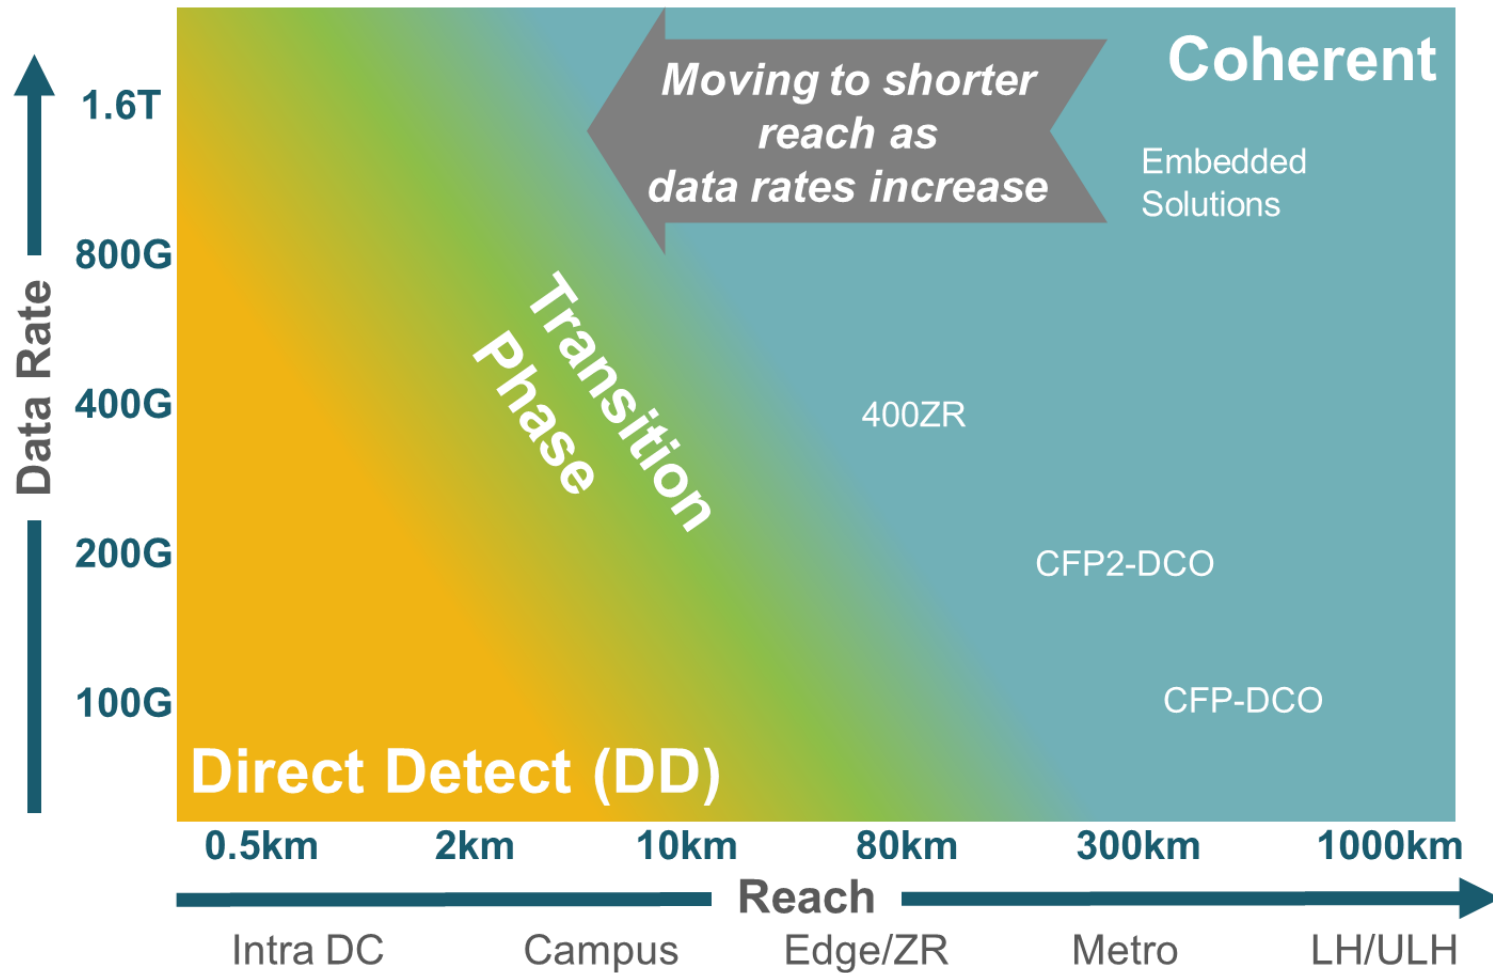 Coherent
Moving to shorter
reach as
data rates increase
Embedded
Solutions
1.6T
800G
400G
200G
100G
Data Rate
Transition
Phase
400ZR
CFP2-DCO
CFP-DCO
Direct Detect (DD)
0.5km 2km 10km 80km 300km 1000km
Reach
Intra DC Campus Edge/ZR Metro LH/ULH